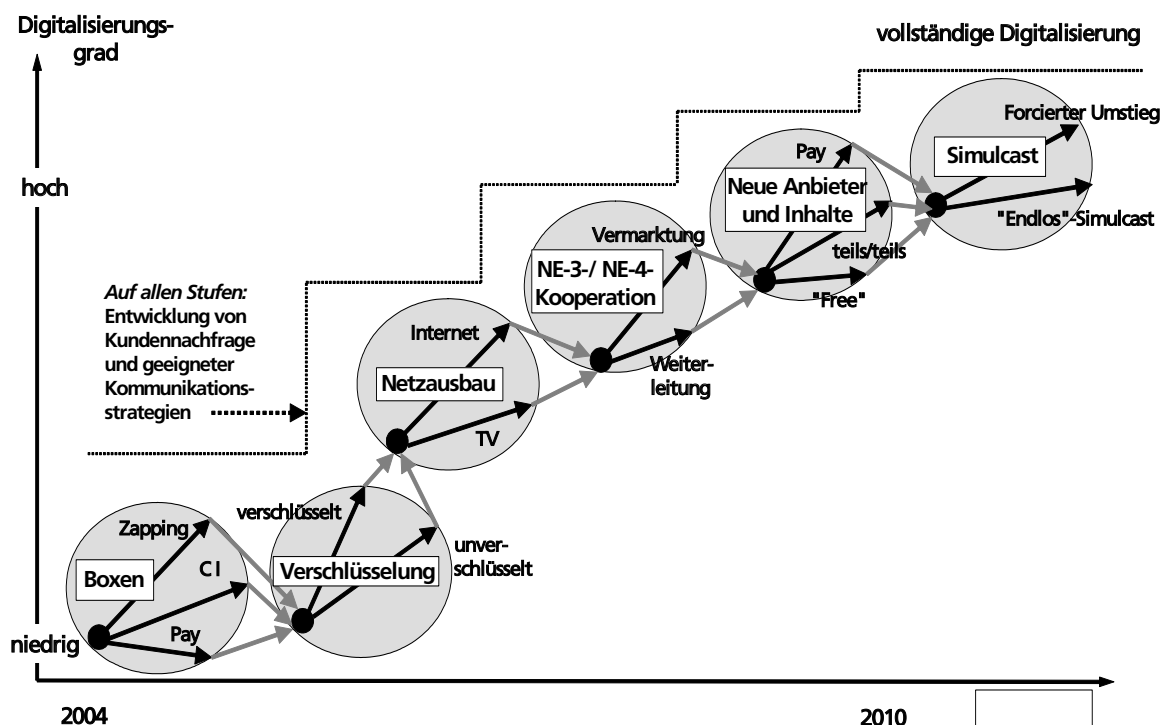 Digitalisierungs-
grad
vollständige Digitalisierung
hoch
niedrig
Auf allen Stufen:
Entwicklung von
Kundennachfrage
und geeigneter
Kommunikations-
strategien
Zapping
Boxen
CI
Pay
verschlüsselt
Verschlüsselung
unver-
schlüsselt
Internet
Netzausbau
TV
Vermarktung
NE-3-/ NE-4-
Kooperation
Weiter-
leitung
Pay
Neue Anbieter
und Inhalte
teils/teils
"Free"
Forcierter Umstieg
Simulcast
"Endlos"-Simulcast
2004
2010